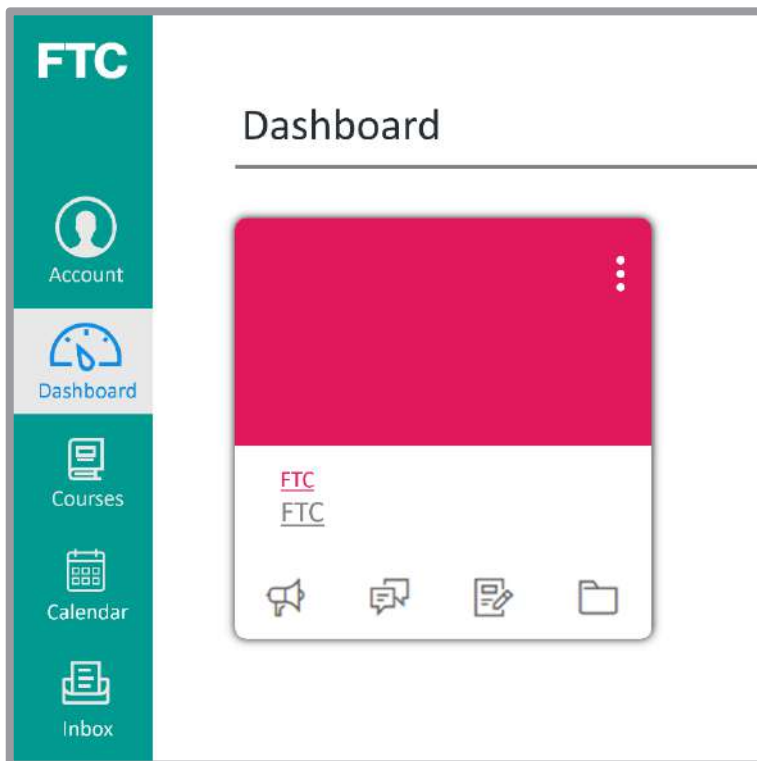 FTC
Dashboard
Account
Dashboard
Courses
Calendar
Inbox
FTC
FTC